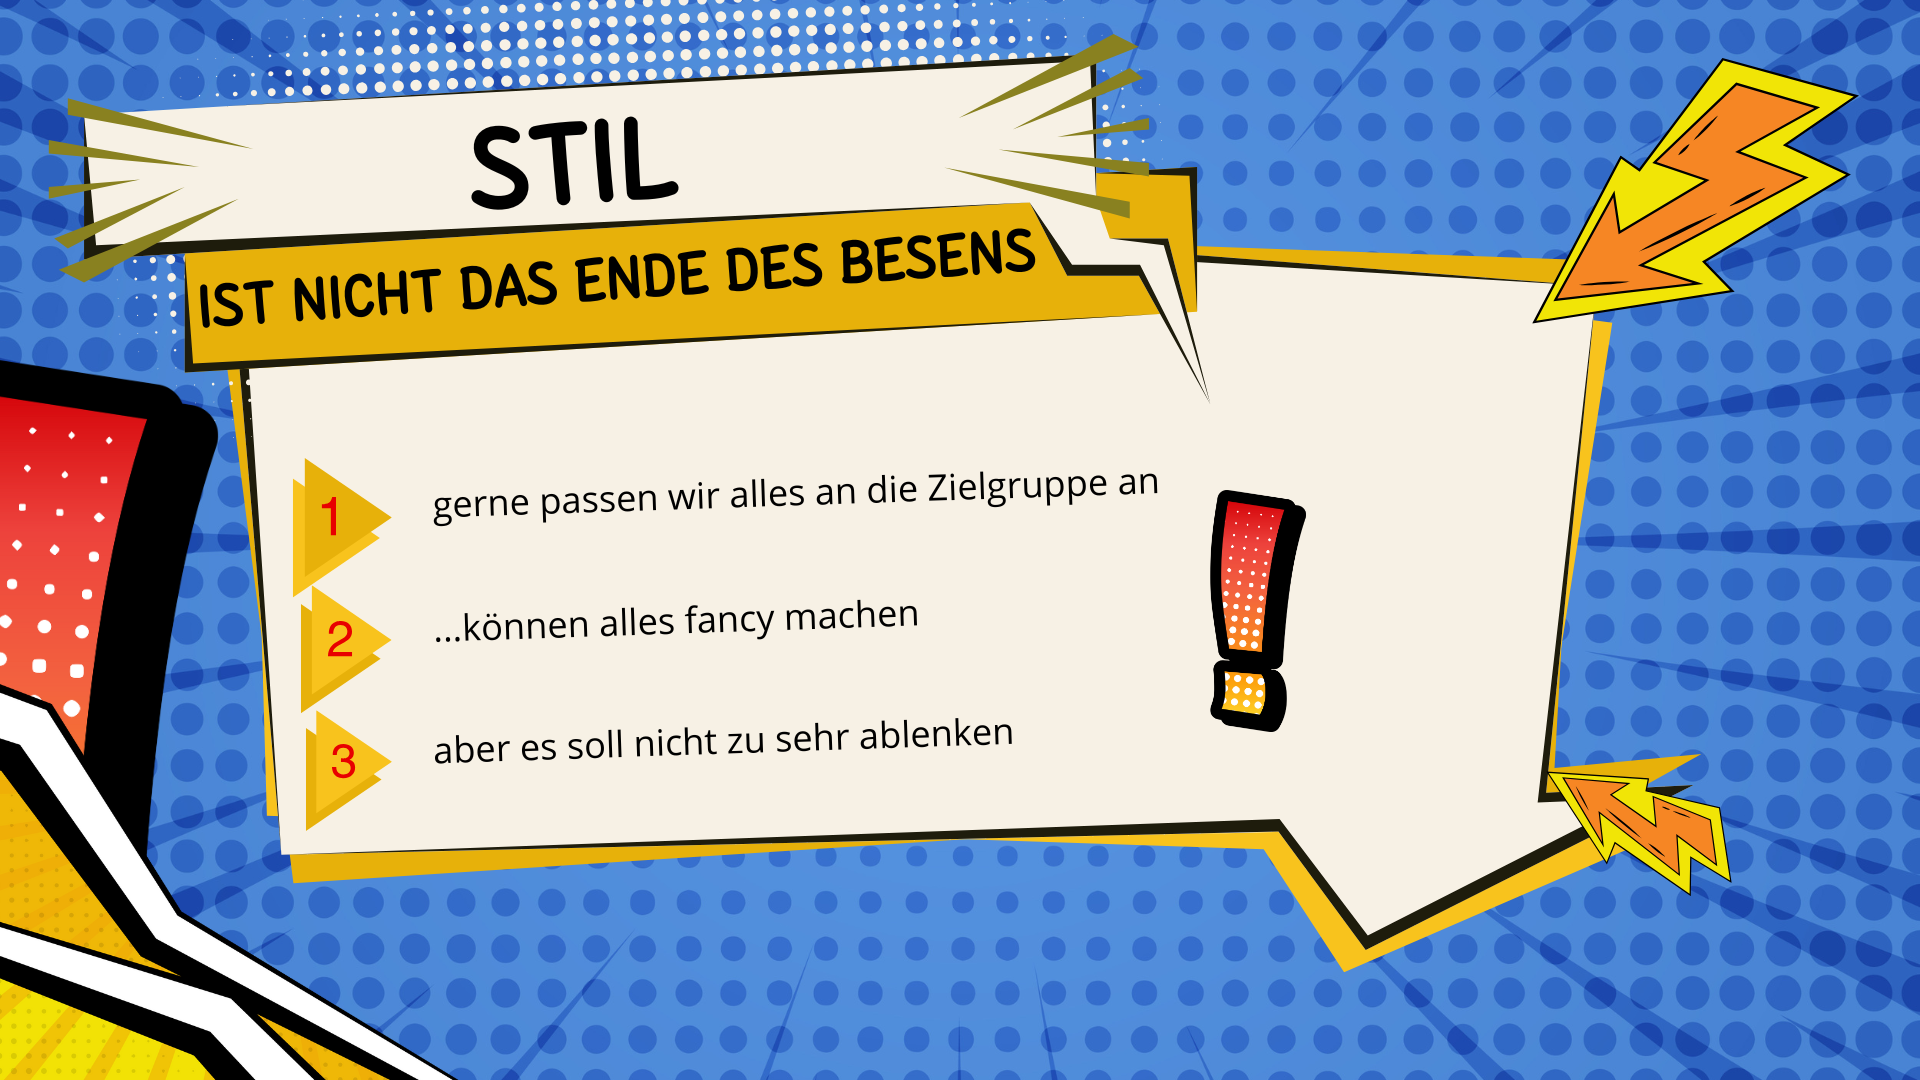 STIL
IST NICHT DAS ENDE DES BESENS
1
gerne passen wir alles an die Zielgruppe an
2
...können alles fancy machen
3
aber es soll nicht zu sehr ablenken
!